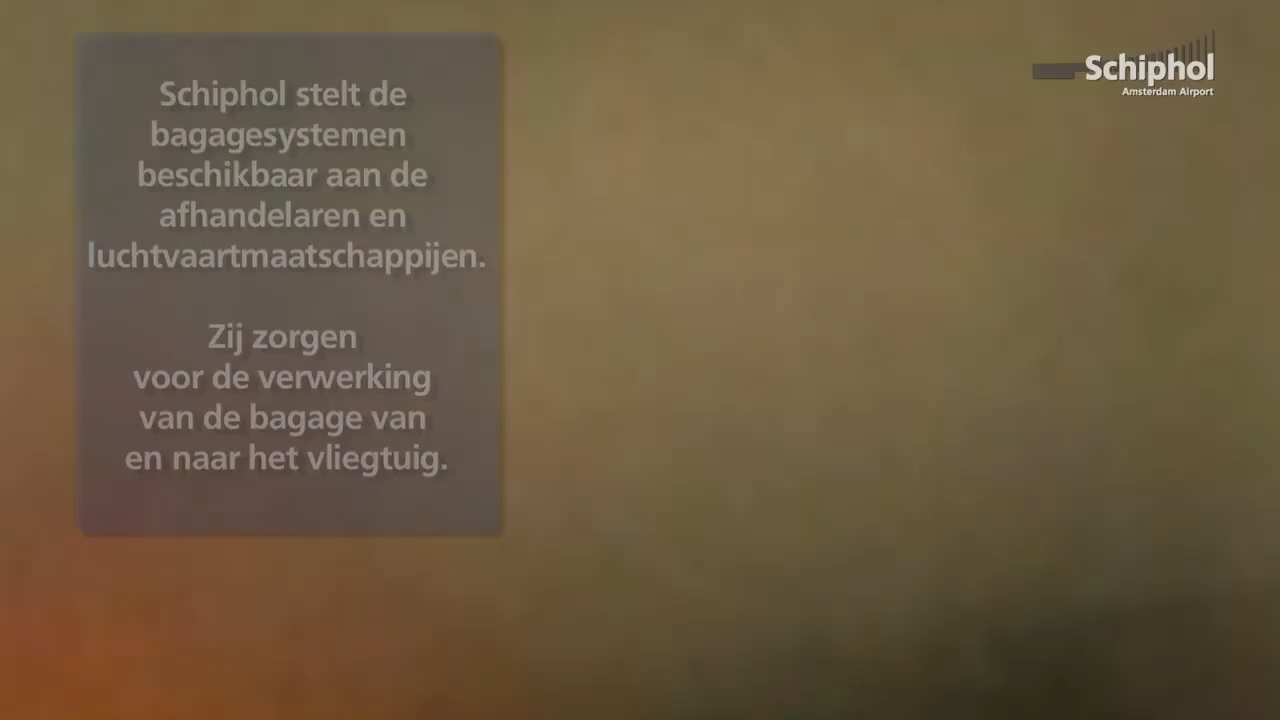 Schiphol stelt de
bagagesystemen
beschikbaar aan de
afhandelaren en
luchtvaartmaatschappijen.
Zij zorgen
voor de verwerking
van de bagage van
en naar het vliegtuig.
Schiphol
Amsterdam Airport